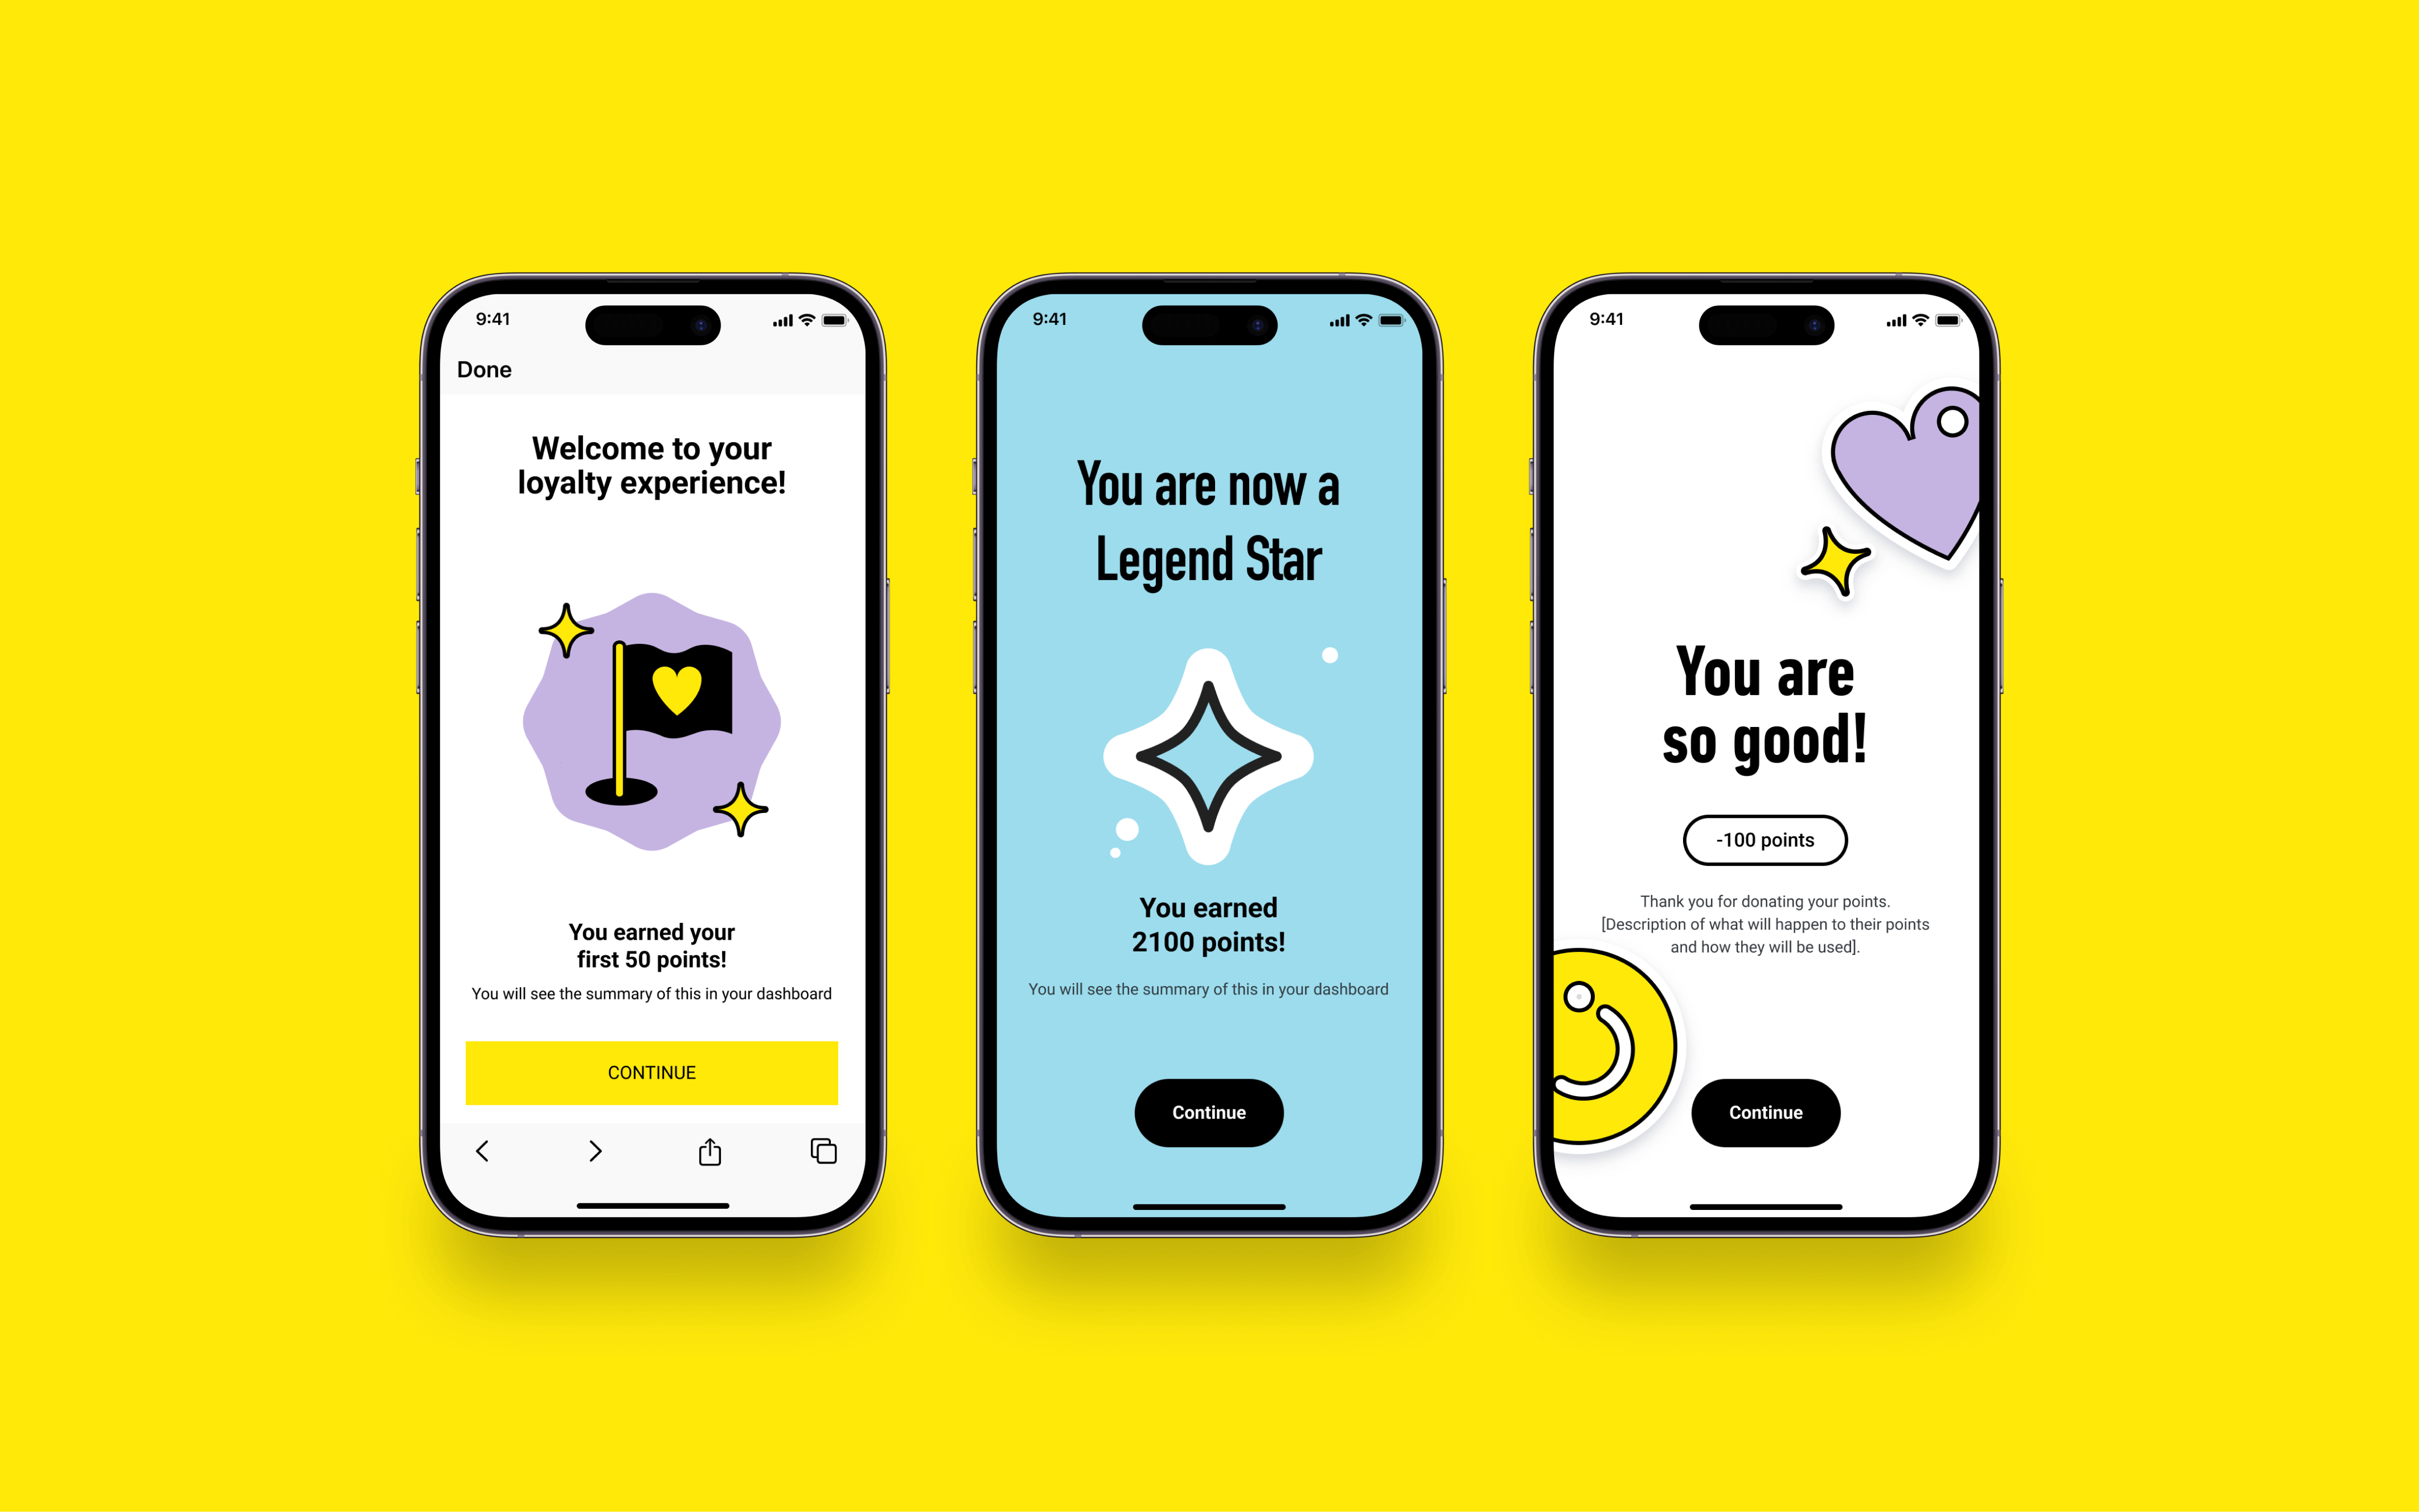 9:41
Done
Welcome to your
loyalty experience!
You earned your
first 50 points!
You will see the summary of this in your dashboard
CONTINUE
9:41
You are now a
Legend Star
You earned
2100 points!
You will see the summary of this in your dashboard
Continue
9:41
You are
so good!
-100 points
Thank you for donating your points.
[Description of what will happen to their points
and how they will be used].
Continue